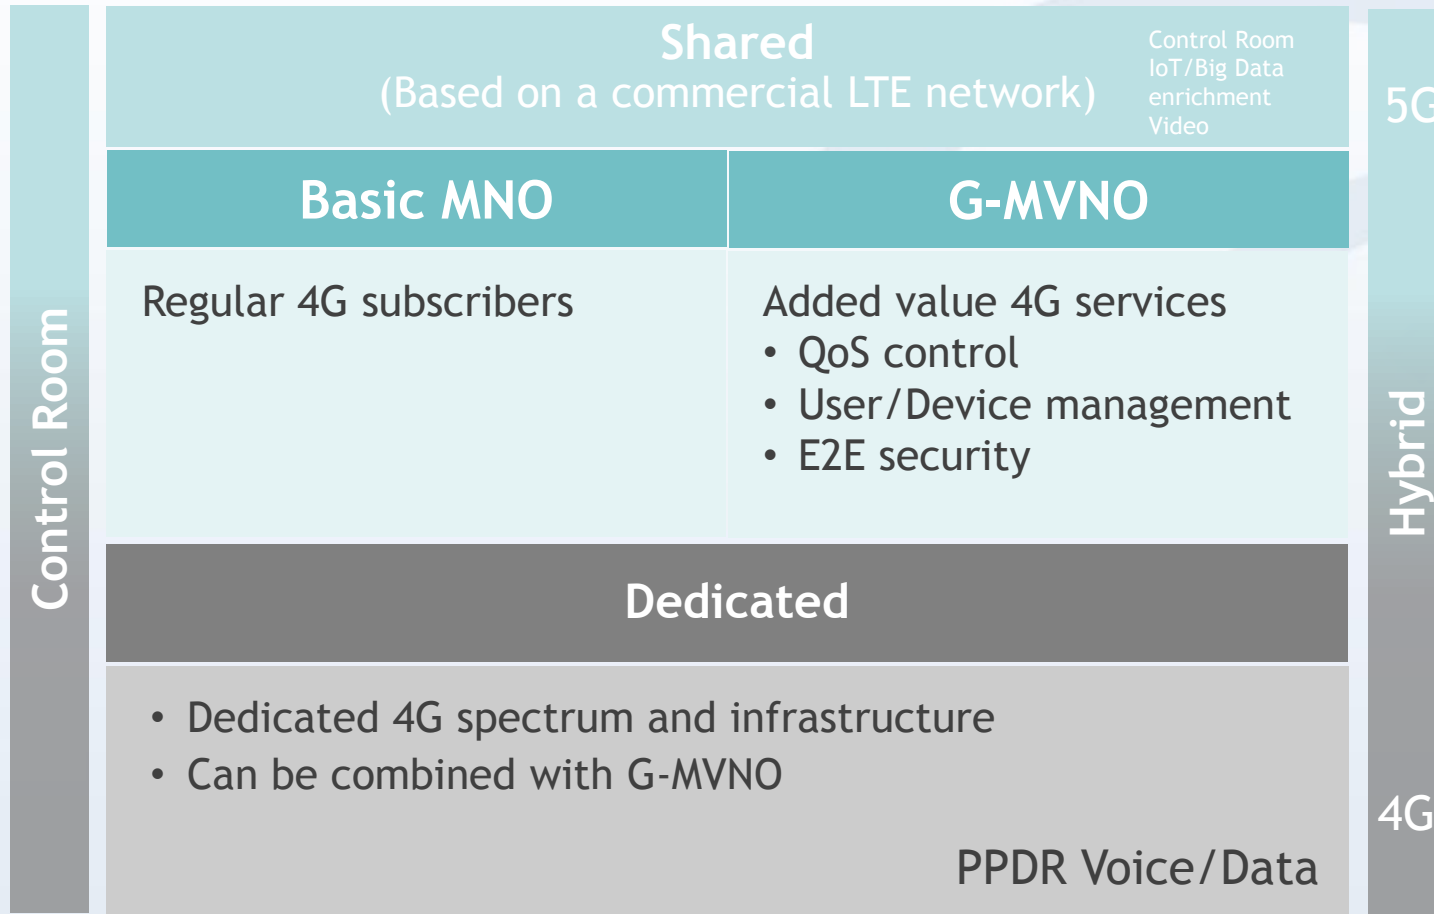 Shared
(Based on a commercial LTE network)
Control Room
IoT/Big Data
enrichment
Video
5G
Basic MNO
G-MVNO
Regular 4G subscribers
Added value 4G services
• QoS control
• User/Device management
• E2E security
Control Room
Hybrid
Dedicated
• Dedicated 4G spectrum and infrastructure
• Can be combined with G-MVNO
4G
PPDR Voice/Data